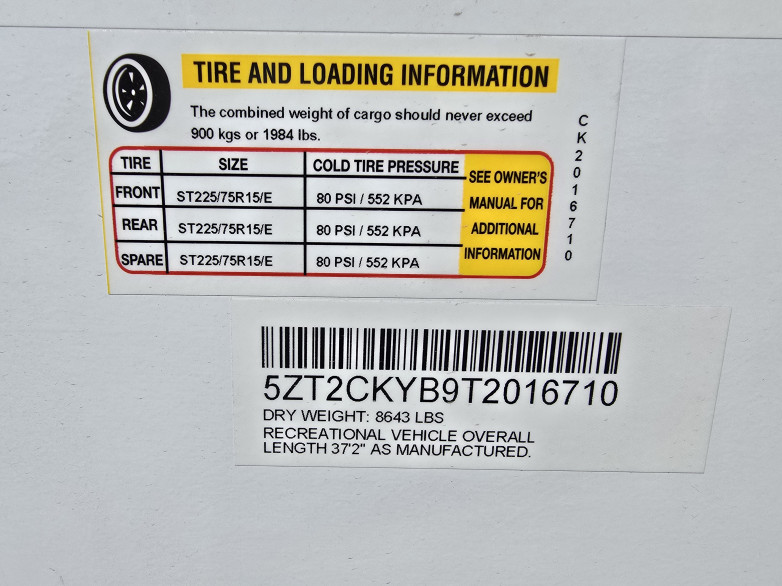 TIRE AND LOADING INFORMATION
The combined weight of cargo should never exceed
900 kgs or 1984 lbs.
TIRE SIZE COLD TIRE PRESSURE SEE OWNER'S
FRONT ST225/75R15/E 80 PSI / 552 KPA MANUAL FOR
REAR ST225/75R15/E 80 PSI / 552 KPA ADDITIONAL
SPARE ST225/75R15/E 80 PSI / 552 KPA INFORMATION
CK2016710
5ZT2CKYB9T2016710
DRY WEIGHT: 8643 LBS
RECREATIONAL VEHICLE OVERALL
LENGTH 37'2" AS MANUFACTURED.